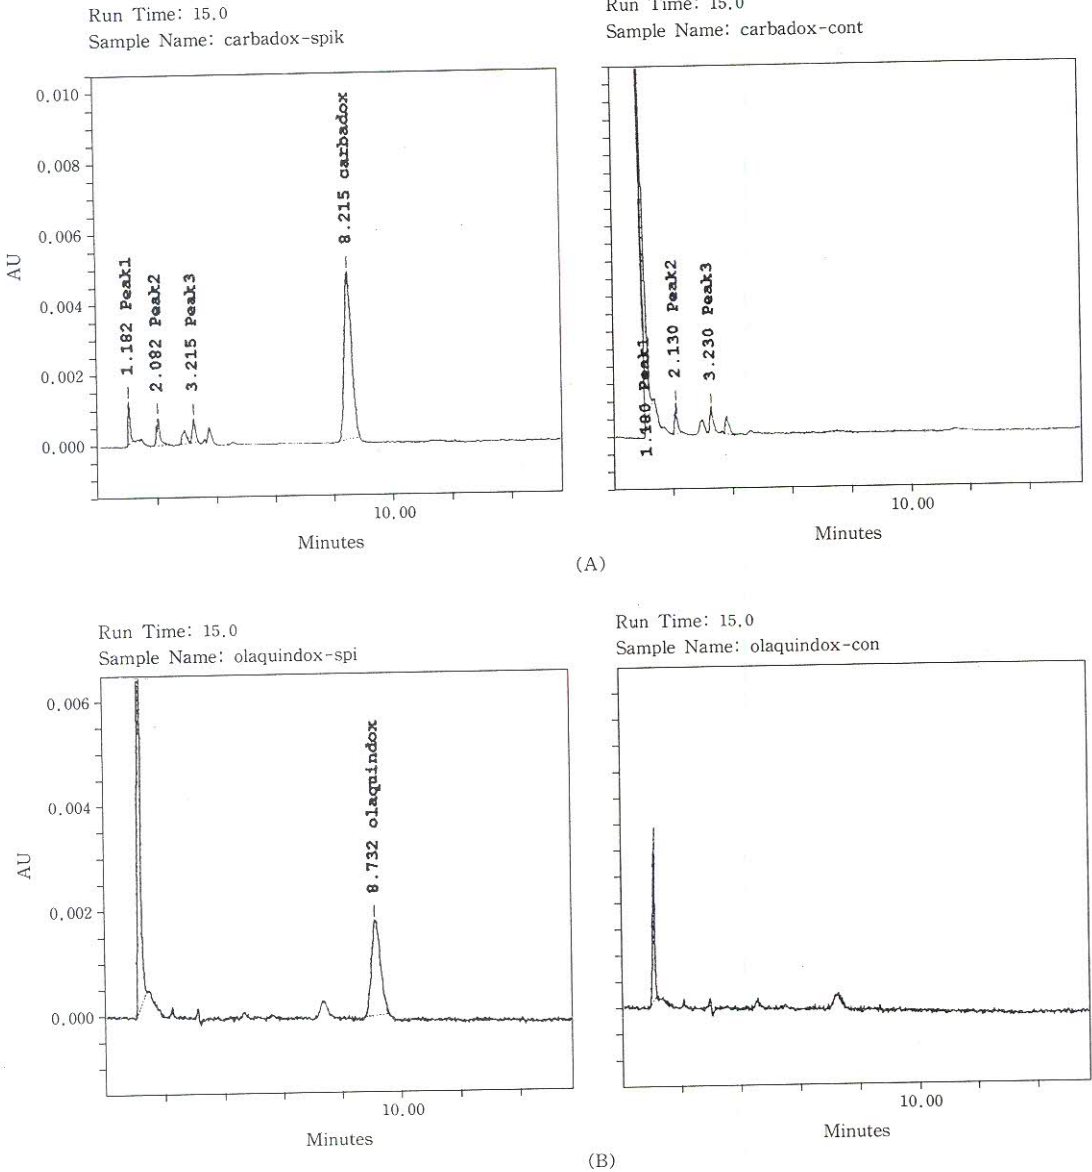 Run Time: 15.0
Sample Name: carbadox-spik
0.010
0.008
0.006
0.004
0.002
0.000
AU
1.182 Peak1
2.082 Peak2
3.215 Peak3
8.215 carbadox
10.00
Minutes
Run Time: 15.0
Sample Name: carbadox-cont
1.180 Peak1
2.130 Peak2
3.230 Peak3
10.00
Minutes
(A)
Run Time: 15.0
Sample Name: olaquindox-spi
0.006
0.004
0.002
0.000
AU
8.732 olaquindox
10.00
Minutes
Run Time: 15.0
Sample Name: olaquindox-con
10.00
Minutes
(B)